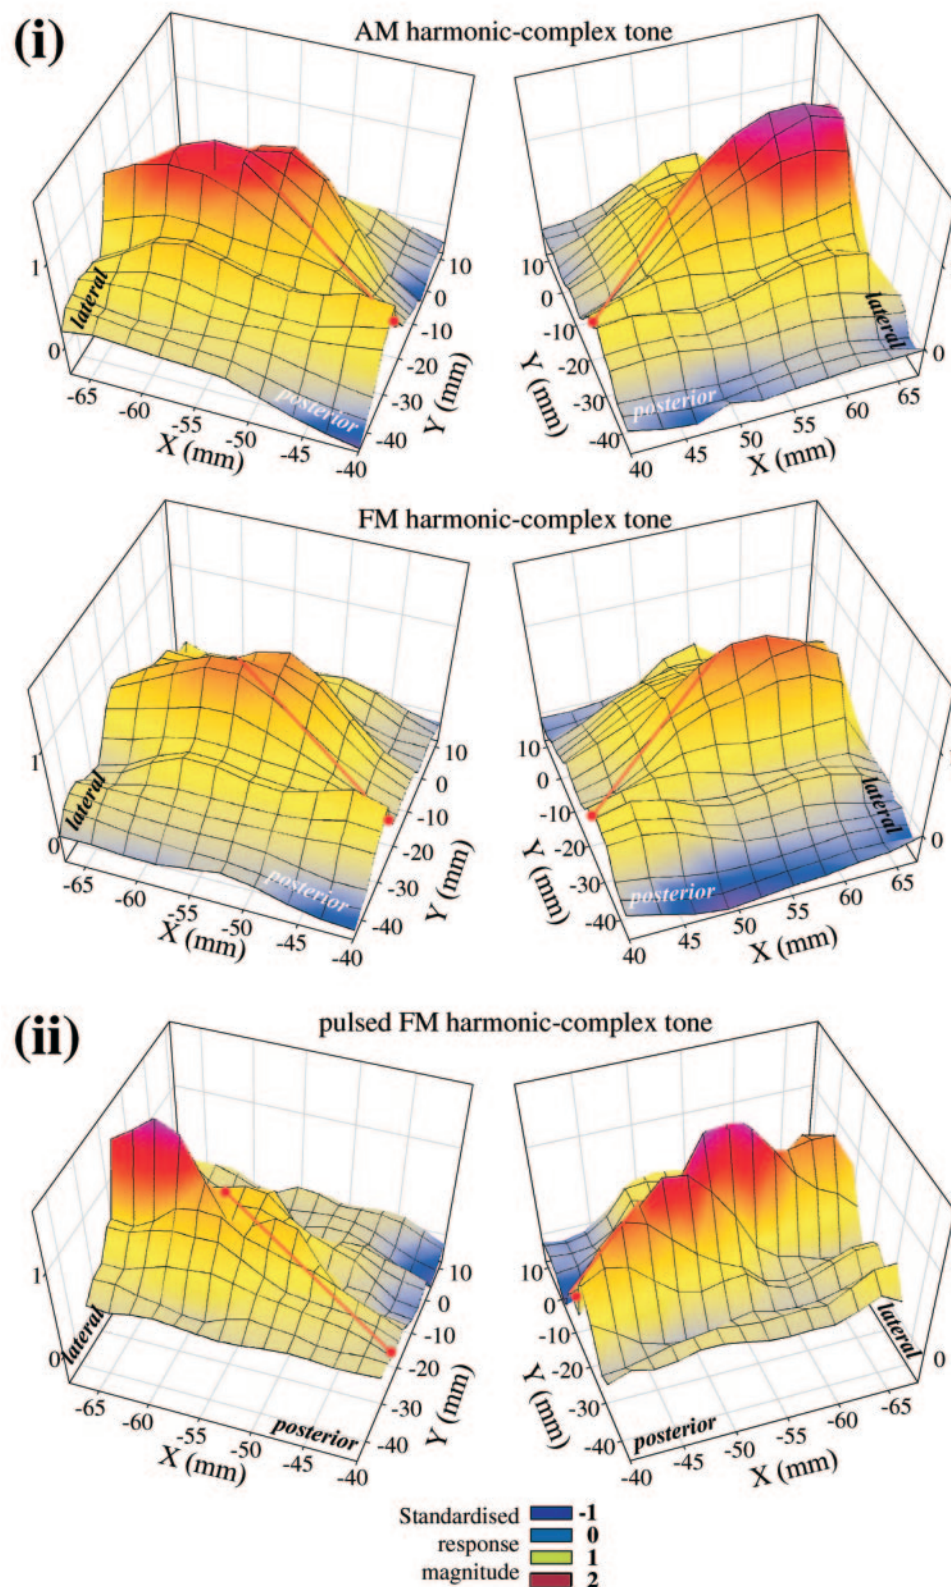 (i)
AM harmonic-complex tone
1
0
lateral
posterior
-65
-60
-55
-50
-45
-40
X (mm)
10
0
-10
-20
-30
-40
Y (mm)
10
0
-10
-20
-30
-40
Y (mm)
posterior
lateral
0
40
45
50
55
60
65
X (mm)
FM harmonic-complex tone
1
0
lateral
posterior
-65
-60
-55
-50
-45
-40
X (mm)
10
0
-10
-20
-30
-40
Y (mm)
10
0
-10
-20
-30
-40
Y (mm)
posterior
lateral
0
40
45
50
55
60
65
X (mm)
(ii)
pulsed FM harmonic-complex tone
1
0
lateral
posterior
-65
-60
-55
-50
-45
-40
X (mm)
10
0
-10
-20
-30
-40
Y (mm)
10
0
-10
-20
-30
-40
Y (mm)
posterior
lateral
0
-40
-45
-50
-55
-60
-65
X (mm)
Standardised
response
magnitude
-1
0
1
2